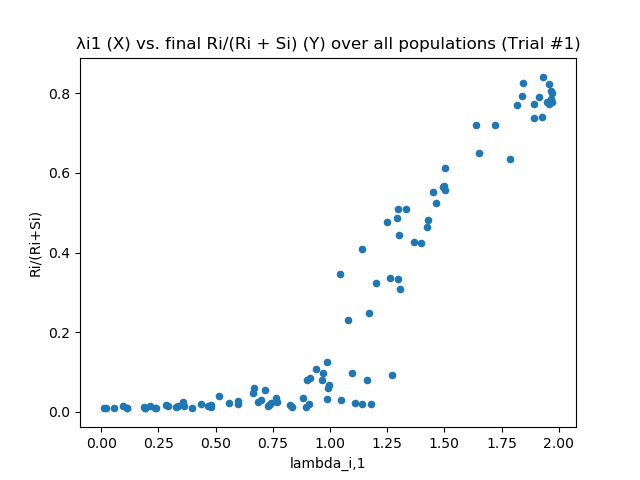 λi1 (X) vs. final Ri/(Ri + Si) (Y) over all populations (Trial #1)
0.8
0.6
0.4
0.2
0.0
Ri/(Ri+Si)
0.00 0.25 0.50 0.75 1.00 1.25 1.50 1.75 2.00
lambda_i,1